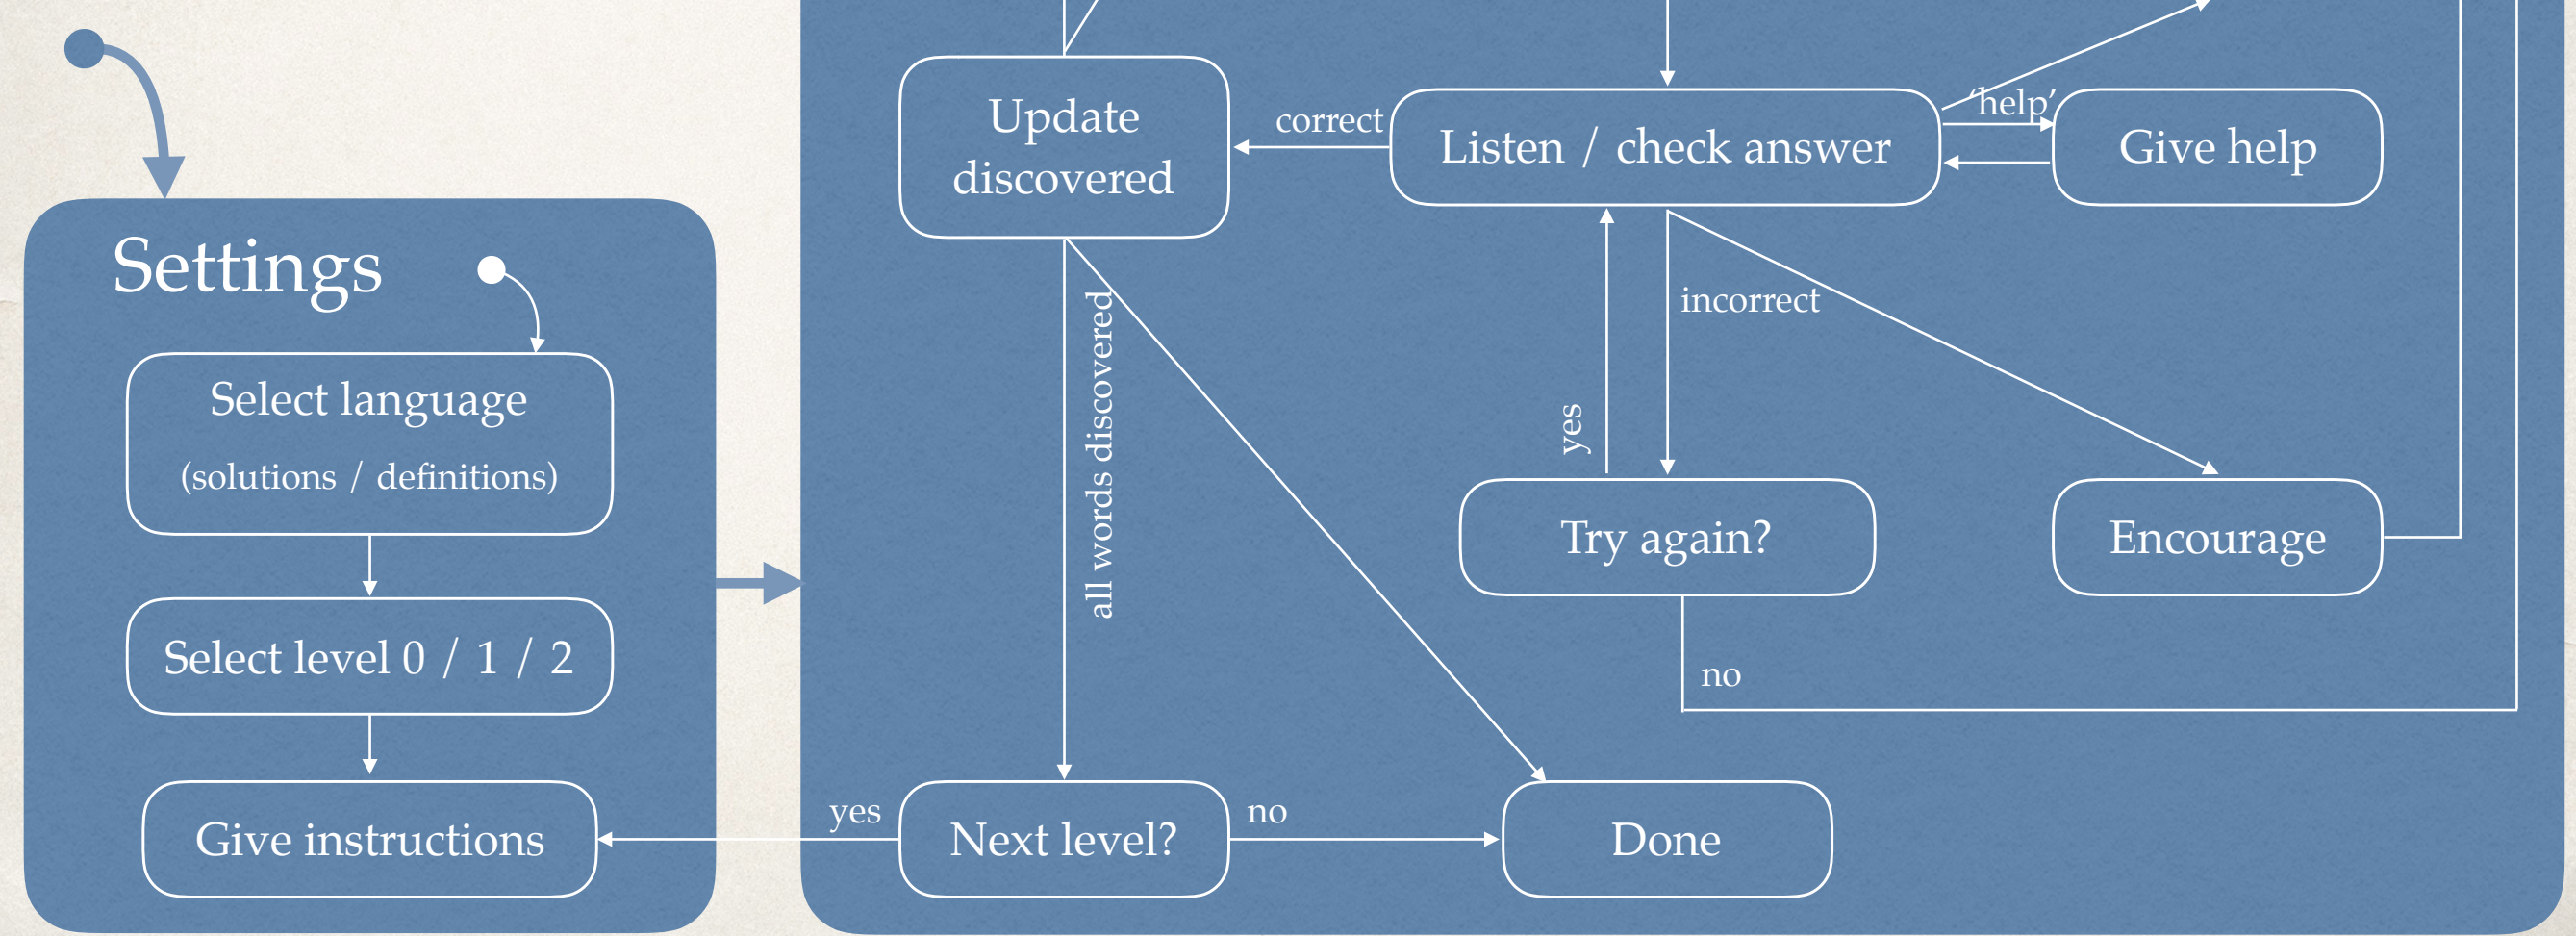 Settings
Select language
(solutions / definitions)
Select level 0 / 1 / 2
Give instructions
Update
discovered
correct
Listen / check answer
‘help’
Give help
incorrect
yes
all words discovered
Try again?
Encourage
no
yes
Next level?
no
Done